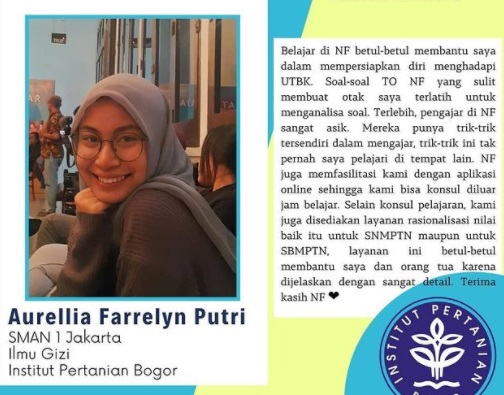 Belajar di NF betul-betul membantu saya
dalam mempersiapkan diri menghadapi
UTBK. Soal-soal TO NF yang sulit
membuat otak saya terlatih untuk
menganalisa soal. Terlebih, pengajar di NF
sangat asik. Mereka punya trik-trik
tersendiri dalam mengajar, trik-trik ini tak
pernah saya pelajari di tempat lain. NF
juga memfasilitasi kami dengan aplikasi
online sehingga kami bisa konsul diluar
jam belajar. Selain konsul pelajaran, kami
juga disediakan layanan rasionalisasi nilai
baik itu untuk SNMPTN maupun untuk
SBMPTN, layanan ini betul-betul
membantu saya dan orang tua karena
dijelaskan dengan sangat detail. Terima
kasih NF ❤
Aurellia Farrelyn Putri
SMAN 1 Jakarta
Ilmu Gizi
Institut Pertanian Bogor
INSTITUT PERTANIAN